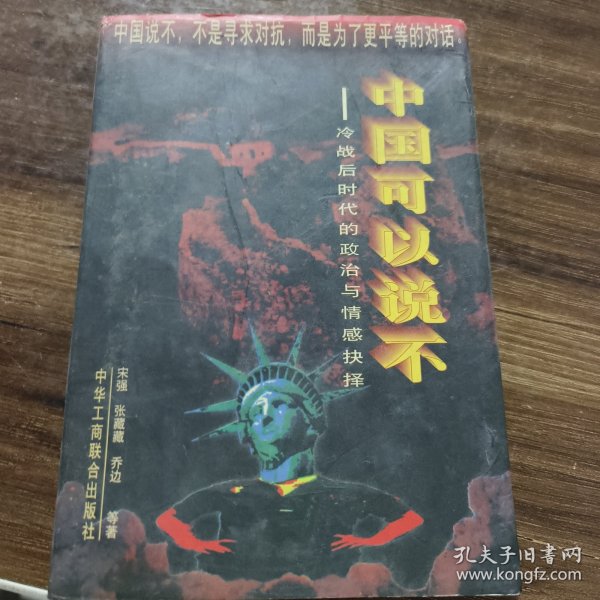 中国说不，不是寻求对抗，而是为了更平等的对话。
中国可以说不
——冷战后时代的政治与情感抉择
宋强 张藏藏 乔边 等著
中华工商联合出版社
孔夫子旧书网
www.kongfz.com